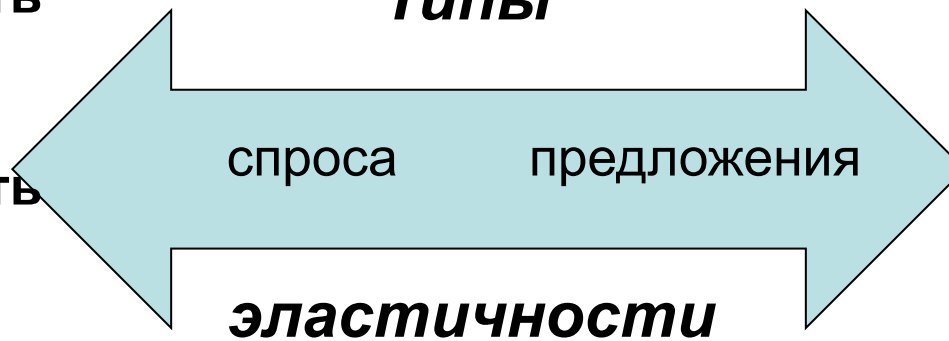 типы
спроса предложения
эластичности